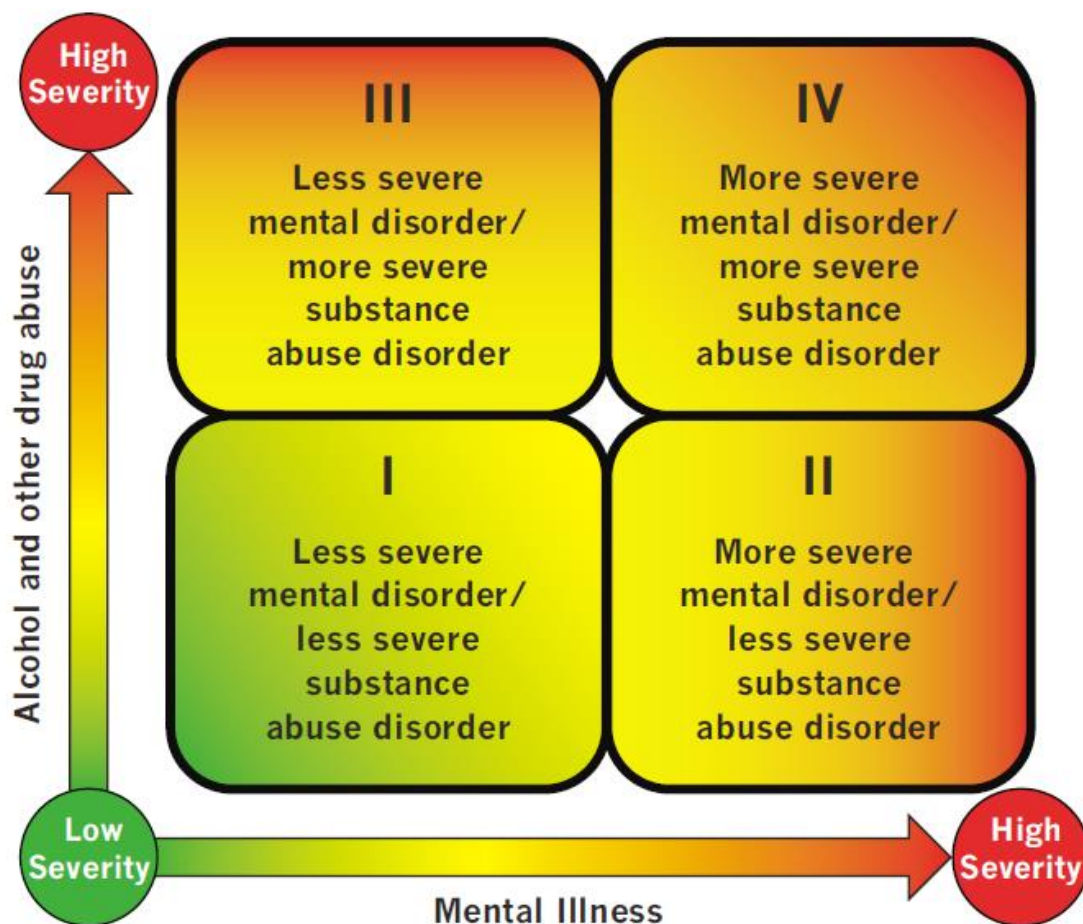 High
Severity
III
Less severe
mental disorder/
more severe
substance
abuse disorder
IV
More severe
mental disorder/
more severe
substance
abuse disorder
Alcohol and other drug abuse
I
Less severe
mental disorder/
less severe
substance
abuse disorder
II
More severe
mental disorder/
less severe
substance
abuse disorder
Low
Severity
High
Severity
Mental Illness